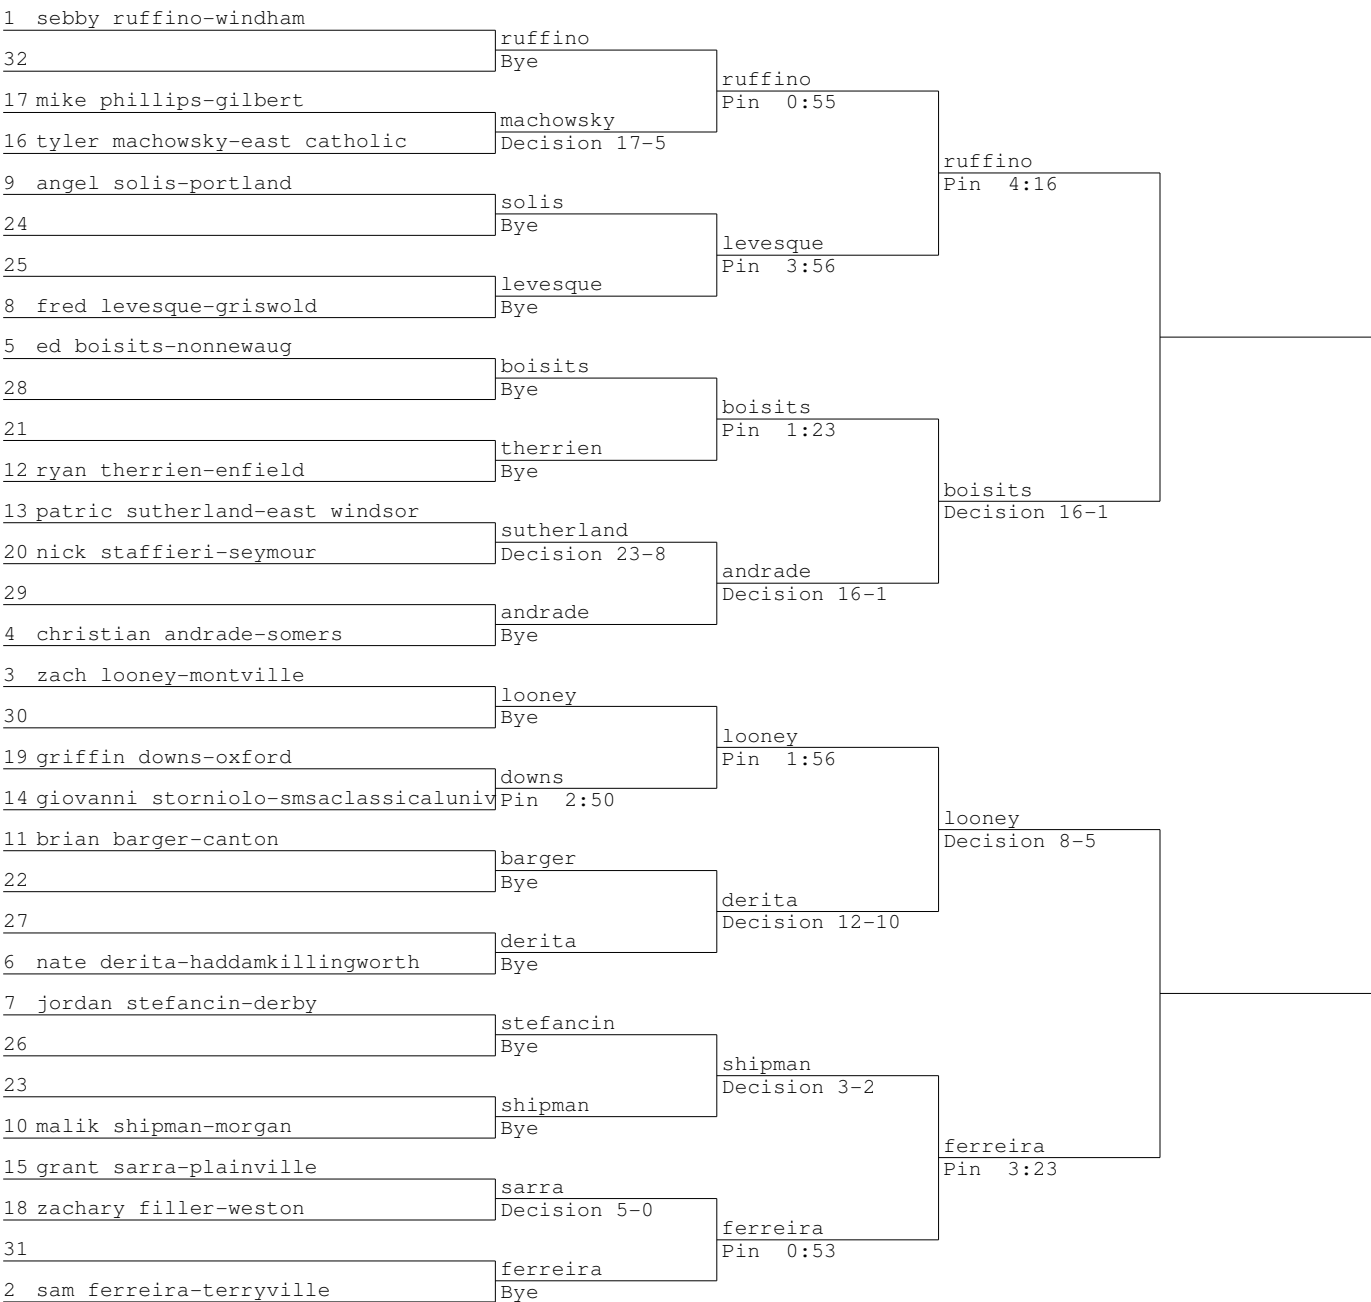 1 sebby ruffino-windham
32
17 mike phillips-gilbert
16 tyler machowsky-east catholic
9 angel solis-portland
24
25
8 fred levesque-griswold
5 ed boisits-nonnewaug
28
21
12 ryan therrien-enfield
13 patric sutherland-east windsor
20 nick staffieri-seymour
29
4 christian andrade-somers
3 zach looney-montville
30
19 griffin downs-oxford
14 giovanni storniolo-smsaclassicaluniv
11 brian barger-canton
22
27
6 nate derita-haddamkillingworth
7 jordan stefancin-derby
26
23
10 malik shipman-morgan
15 grant sarra-plainville
18 zachary filler-weston
31
2 sam ferreira-terryville
ruffino
Bye
machowsky
Decision 17-5
solis
Bye
levesque
Bye
boisits
Bye
therrien
Bye
sutherland
Decision 23-8
andrade
Bye
looney
Bye
downs
Pin 2:50
barger
Bye
derita
Bye
stefancin
Bye
shipman
Bye
sarra
Decision 5-0
ferreira
Bye
ruffino
Pin 0:55
levesque
Pin 3:56
boisits
Pin 1:23
andrade
Decision 16-1
looney
Pin 1:56
derita
Decision 12-10
shipman
Decision 3-2
ferreira
Pin 0:53
ruffino
Pin 4:16
boisits
Decision 16-1
looney
Decision 8-5
ferreira
Pin 3:23